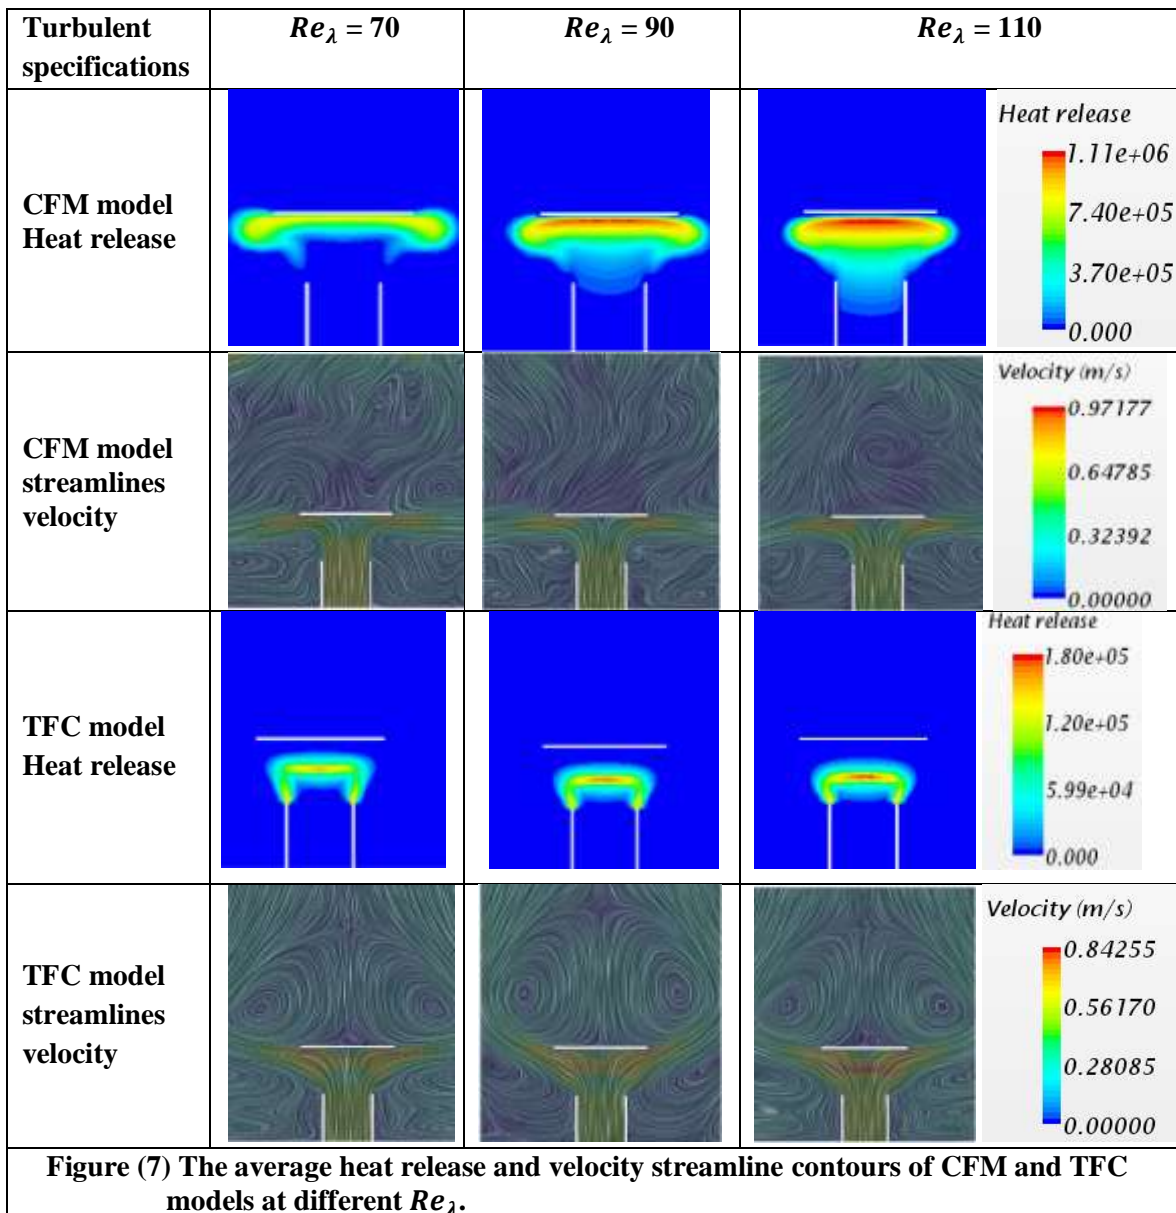 Turbulent
specifications
Re_λ = 70
Re_λ = 90
Re_λ = 110
CFM model
Heat release
Heat release
1.11e+06
7.40e+05
3.70e+05
0.000
CFM model
streamlines
velocity
Velocity (m/s)
0.97177
0.64785
0.32392
0.00000
TFC model
Heat release
Heat release
1.80e+05
1.20e+05
5.99e+04
0.000
TFC model
streamlines
velocity
Velocity (m/s)
0.84255
0.56170
0.28085
0.00000
Figure (7) The average heat release and velocity streamline contours of CFM and TFC
models at different Re_λ.